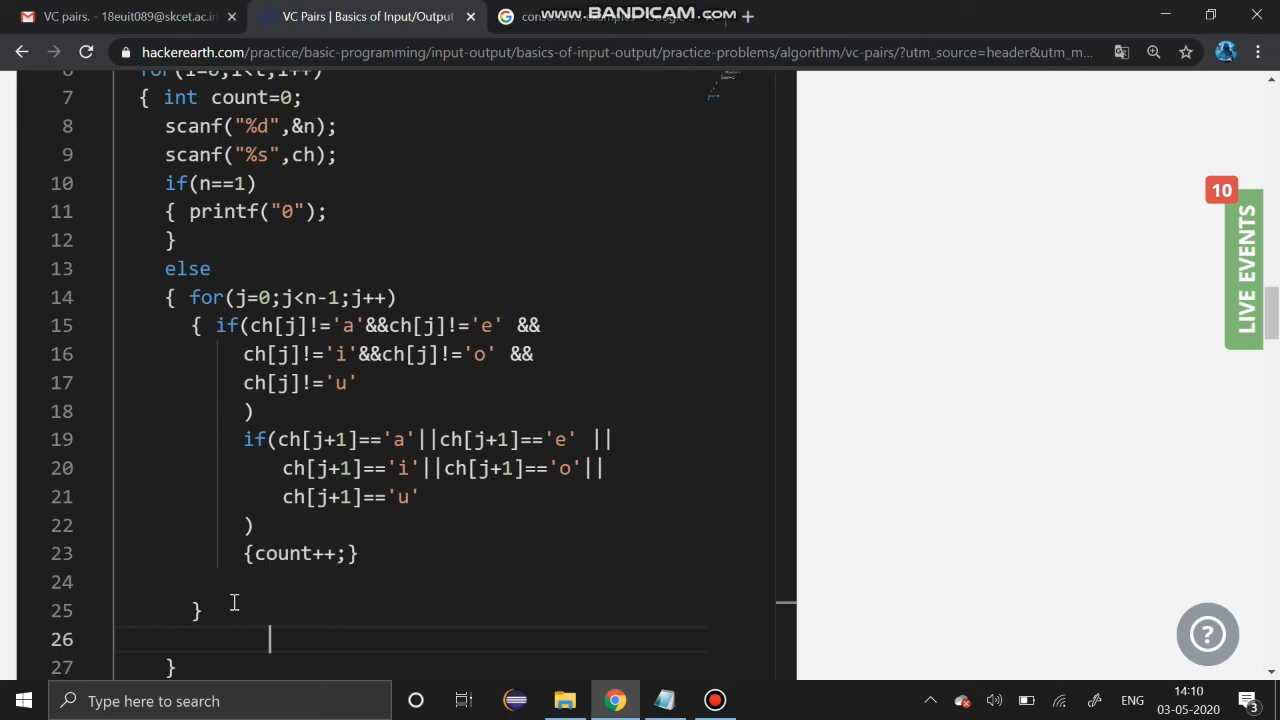 VC pairs. - 18euit089@skcet.ac.in
VC Pairs | Basics of Input/Output
www.BANDICAM.com
hackerearth.com/practice/basic-programming/input-output/basics-of-input-output/practice-problems/algorithm/vc-pairs/?utm_source=header&utm_m...
7 { int count=0;
8 scanf("%d",&n);
9 scanf("%s",ch);
10 if(n==1)
11 { printf("0");
12 }
13 else
14 { for(j=0;j<n-1;j++)
15 { if(ch[j]!='a'&&ch[j]!='e' &&
16 ch[j]!='i'&&ch[j]!='o' &&
17 ch[j]!='u'
18 )
19 if(ch[j+1]=='a'||ch[j+1]=='e' ||
20 ch[j+1]=='i'||ch[j+1]=='o'||
21 ch[j+1]=='u'
22 )
23 {count++;}
24
25 }
26
27 }
10
LIVE EVENTS
?
Type here to search
ENG
14:10
03-05-2020
3